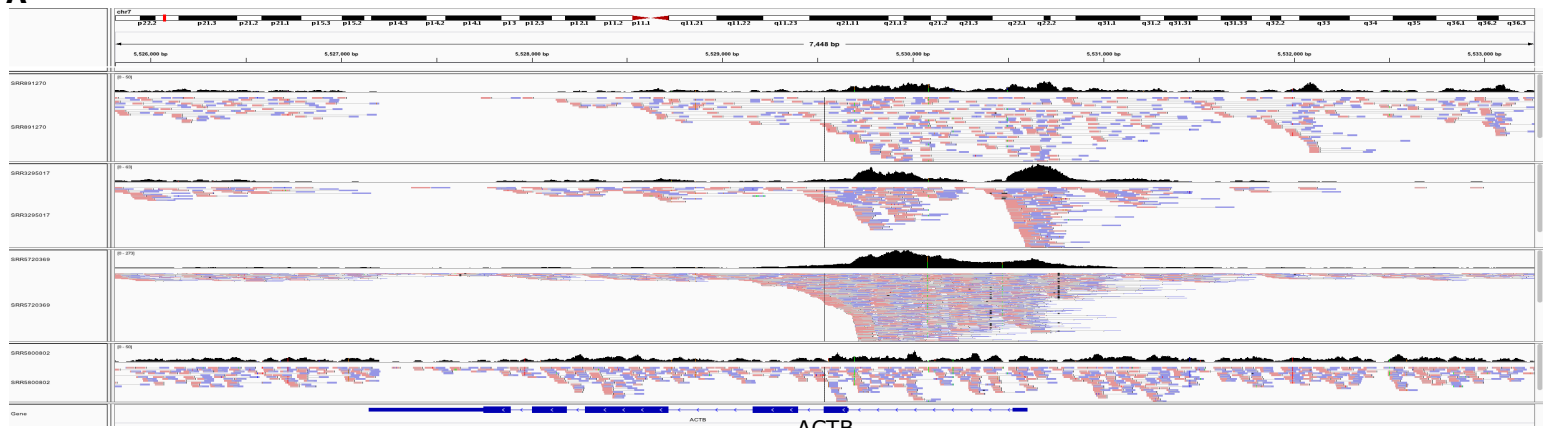 A
chr7
p22.2 p21.3 p21.2 p21.1 p15.3 p15.2 p14.3 p14.2 p14.1 p13 p12.3 p12.1 p11.2 p11.1 q11.21 q11.22 q11.23 q21.11 q21.12 q21.2 q21.3 q22.1 q22.2 q31.1 q31.2 q31.31 q31.33 q32.2 q33 q34 q35 q36.1 q36.2 q36.3
7,448 bp
5,526,000 bp 5,527,000 bp 5,528,000 bp 5,529,000 bp 5,530,000 bp 5,531,000 bp 5,532,000 bp 5,533,000 bp
SRR891270
SRR891270
SRR3295017
SRR3295017
[0 - 273]
SRR5720369
SRR5800802
SRR5800802
Gene
ACTB
ACTB